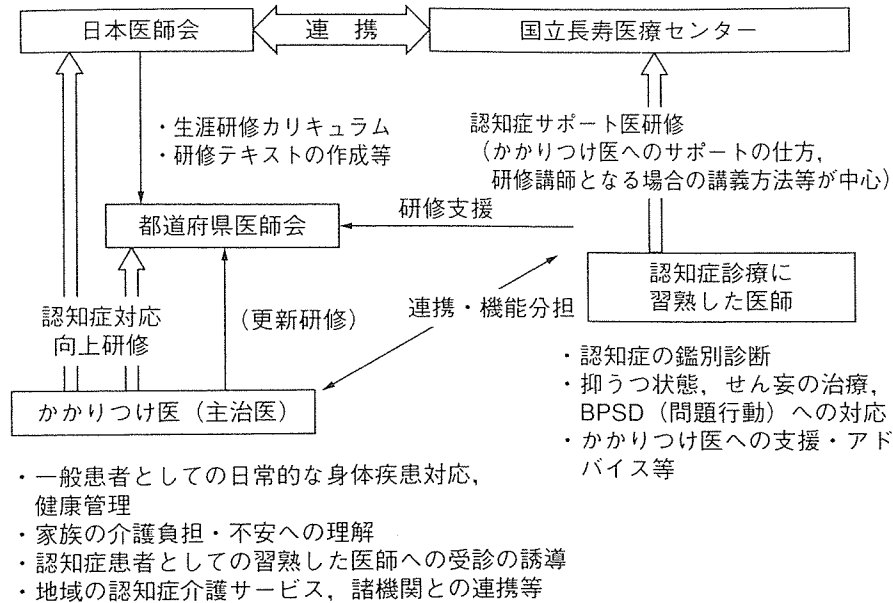 日本医師会
連　携
国立長寿医療センター
・生涯研修カリキュラム
・研修テキストの作成等
認知症サポート医研修
（かかりつけ医へのサポートの仕方，
研修講師となる場合の講義方法等が中心）
都道府県医師会
研修支援
認知症診療に
習熟した医師
認知症対応
向上研修
（更新研修）
連携・機能分担
・認知症の鑑別診断
・抑うつ状態，せん妄の治療，
BPSD（問題行動）への対応
・かかりつけ医への支援・アド
バイス等
かかりつけ医（主治医）
・一般患者としての日常的な身体疾患対応，
健康管理
・家族の介護負担・不安への理解
・認知症患者としての習熟した医師への受診の誘導
・地域の認知症介護サービス，諸機関との連携等